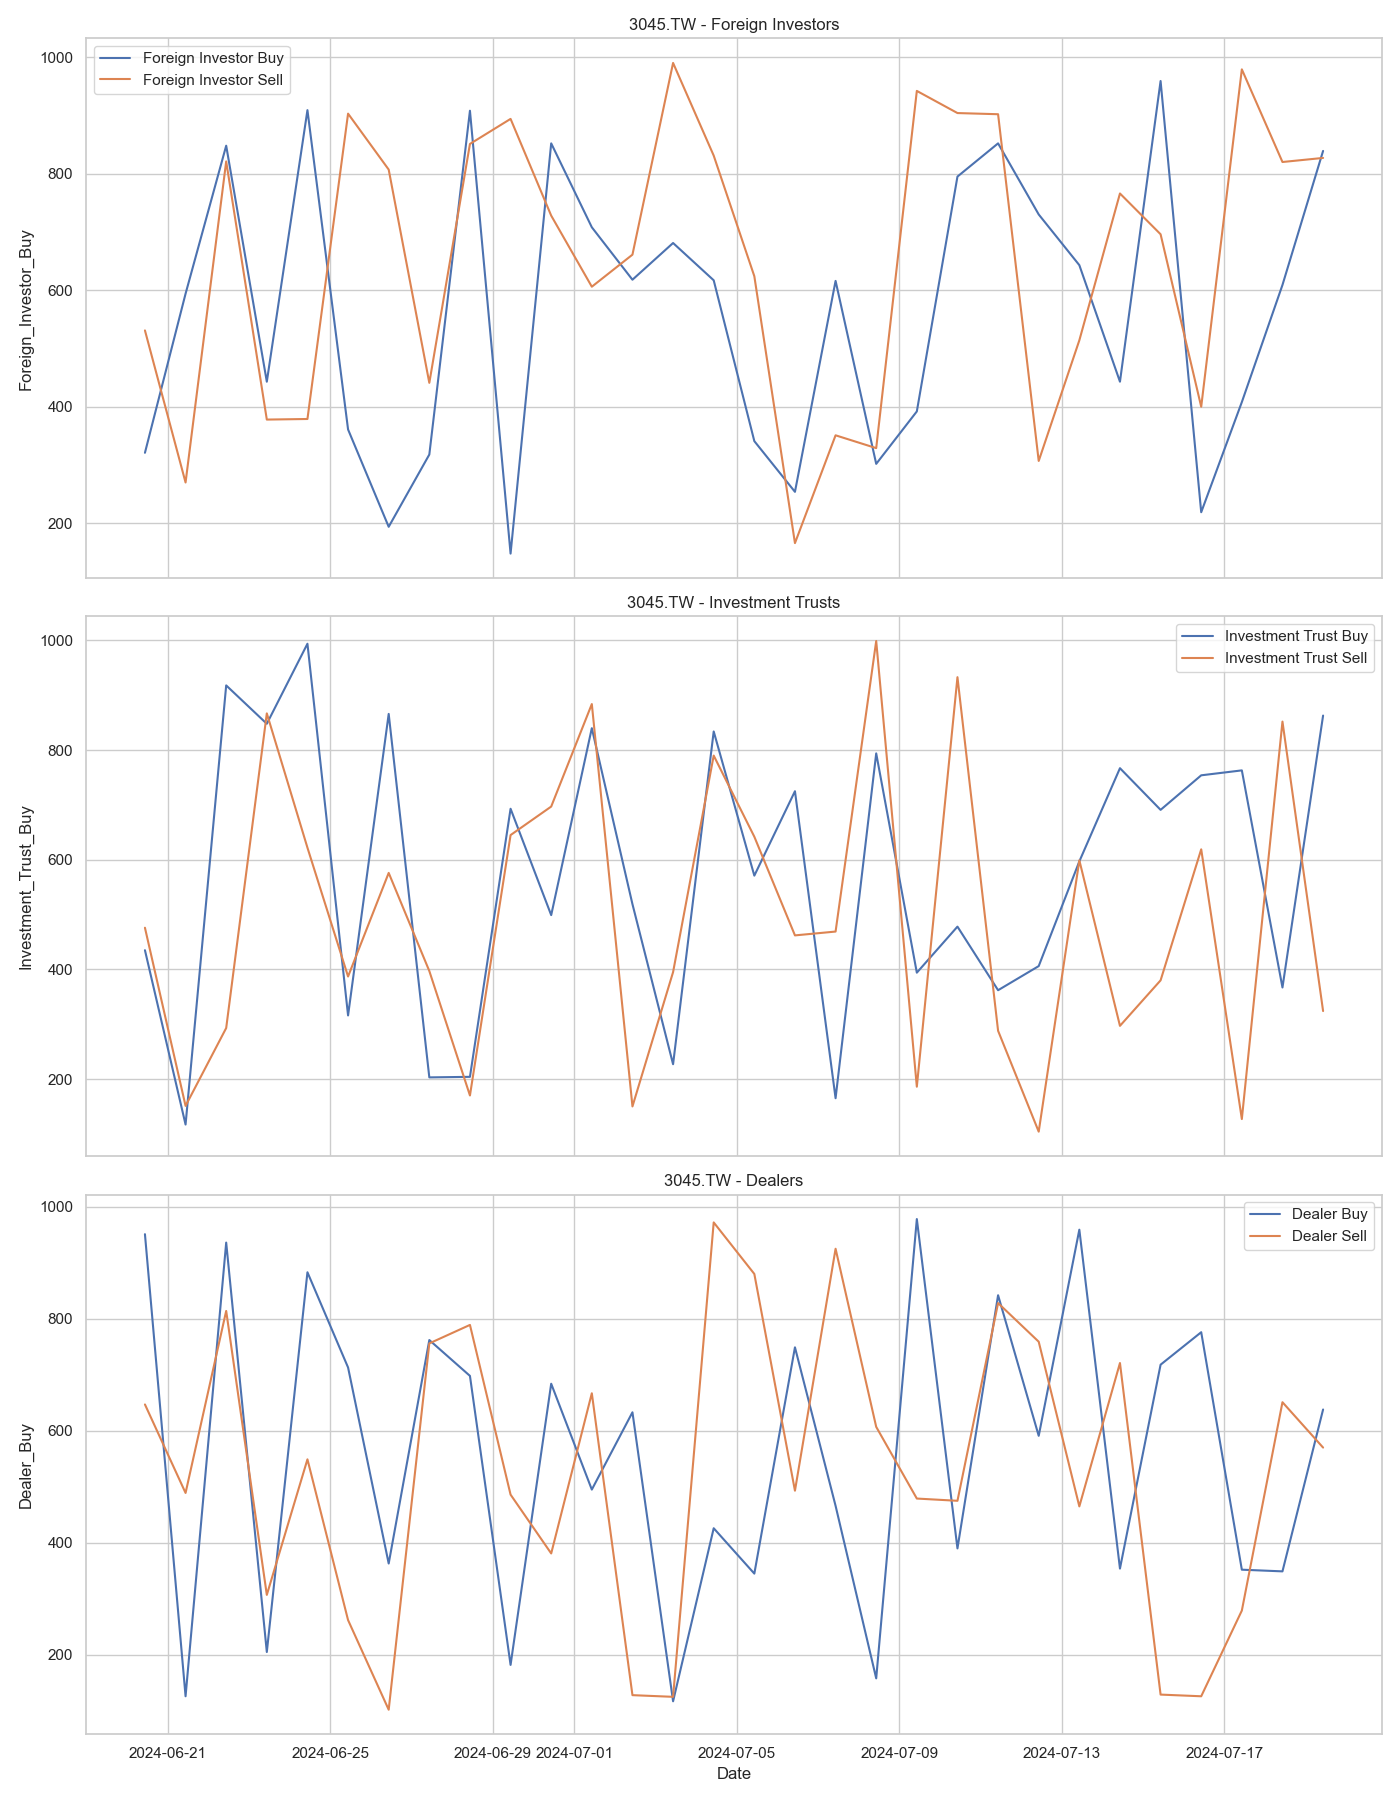 3045.TW - Foreign Investors
Foreign Investor Buy
Foreign Investor Sell
1000
800
600
400
200
Foreign_Investor_Buy
3045.TW - Investment Trusts
Investment Trust Buy
Investment Trust Sell
1000
800
600
400
200
Investment_Trust_Buy
3045.TW - Dealers
Dealer Buy
Dealer Sell
1000
800
600
400
200
Dealer_Buy
2024-06-21 2024-06-25 2024-06-29 2024-07-01 2024-07-05 2024-07-09 2024-07-13 2024-07-17
Date